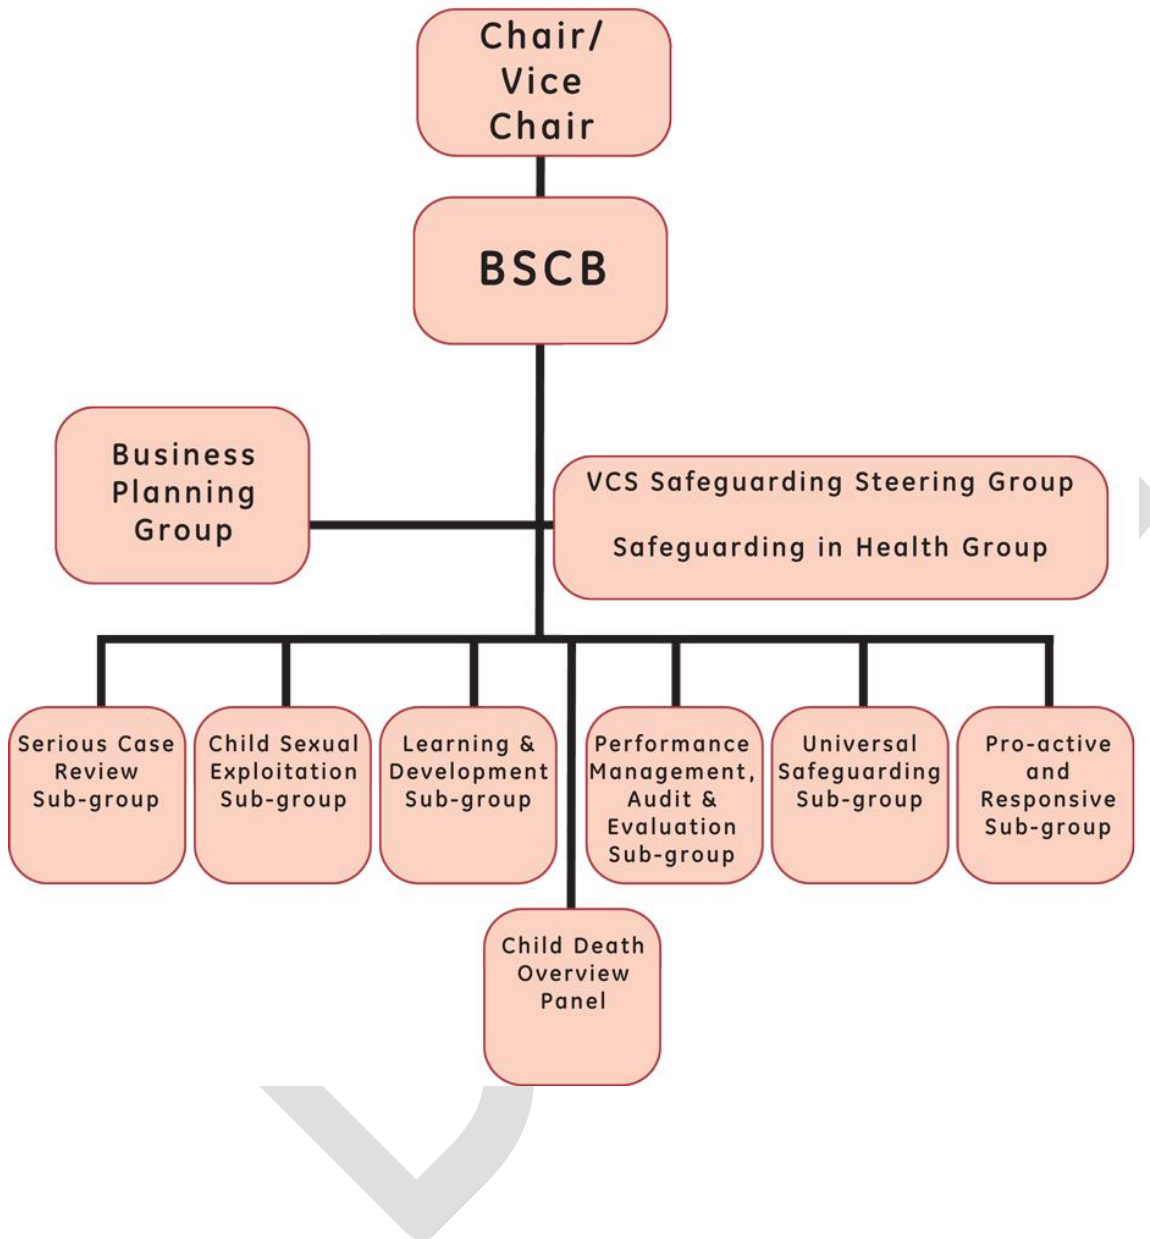 Chair/
Vice
Chair
BSCB
Business
Planning
Group
VCS Safeguarding Steering Group
Safeguarding in Health Group
Serious Case
Review
Sub-group
Child Sexual
Exploitation
Sub-group
Learning &
Development
Sub-group
Performance
Management,
Audit &
Evaluation
Sub-group
Universal
Safeguarding
Sub-group
Pro-active
and
Responsive
Sub-group
Child Death
Overview
Panel